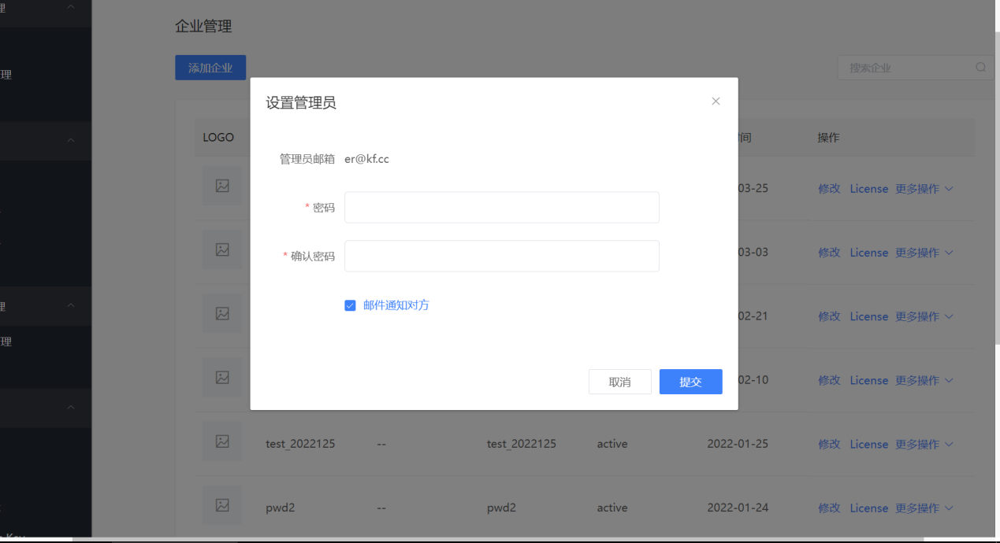 理
理
理
理
企业管理
添加企业
搜索企业
LOGO
间
操作
03-25
修改 License 更多操作
03-03
修改 License 更多操作
02-21
修改 License 更多操作
02-10
修改 License 更多操作
test_2022125 -- test_2022125 active 2022-01-25 修改 License 更多操作
pwd2 -- pwd2 active 2022-01-24 修改 License 更多操作
设置管理员
管理员邮箱 er@kf.cc
* 密码
* 确认密码
邮件通知对方
取消 提交